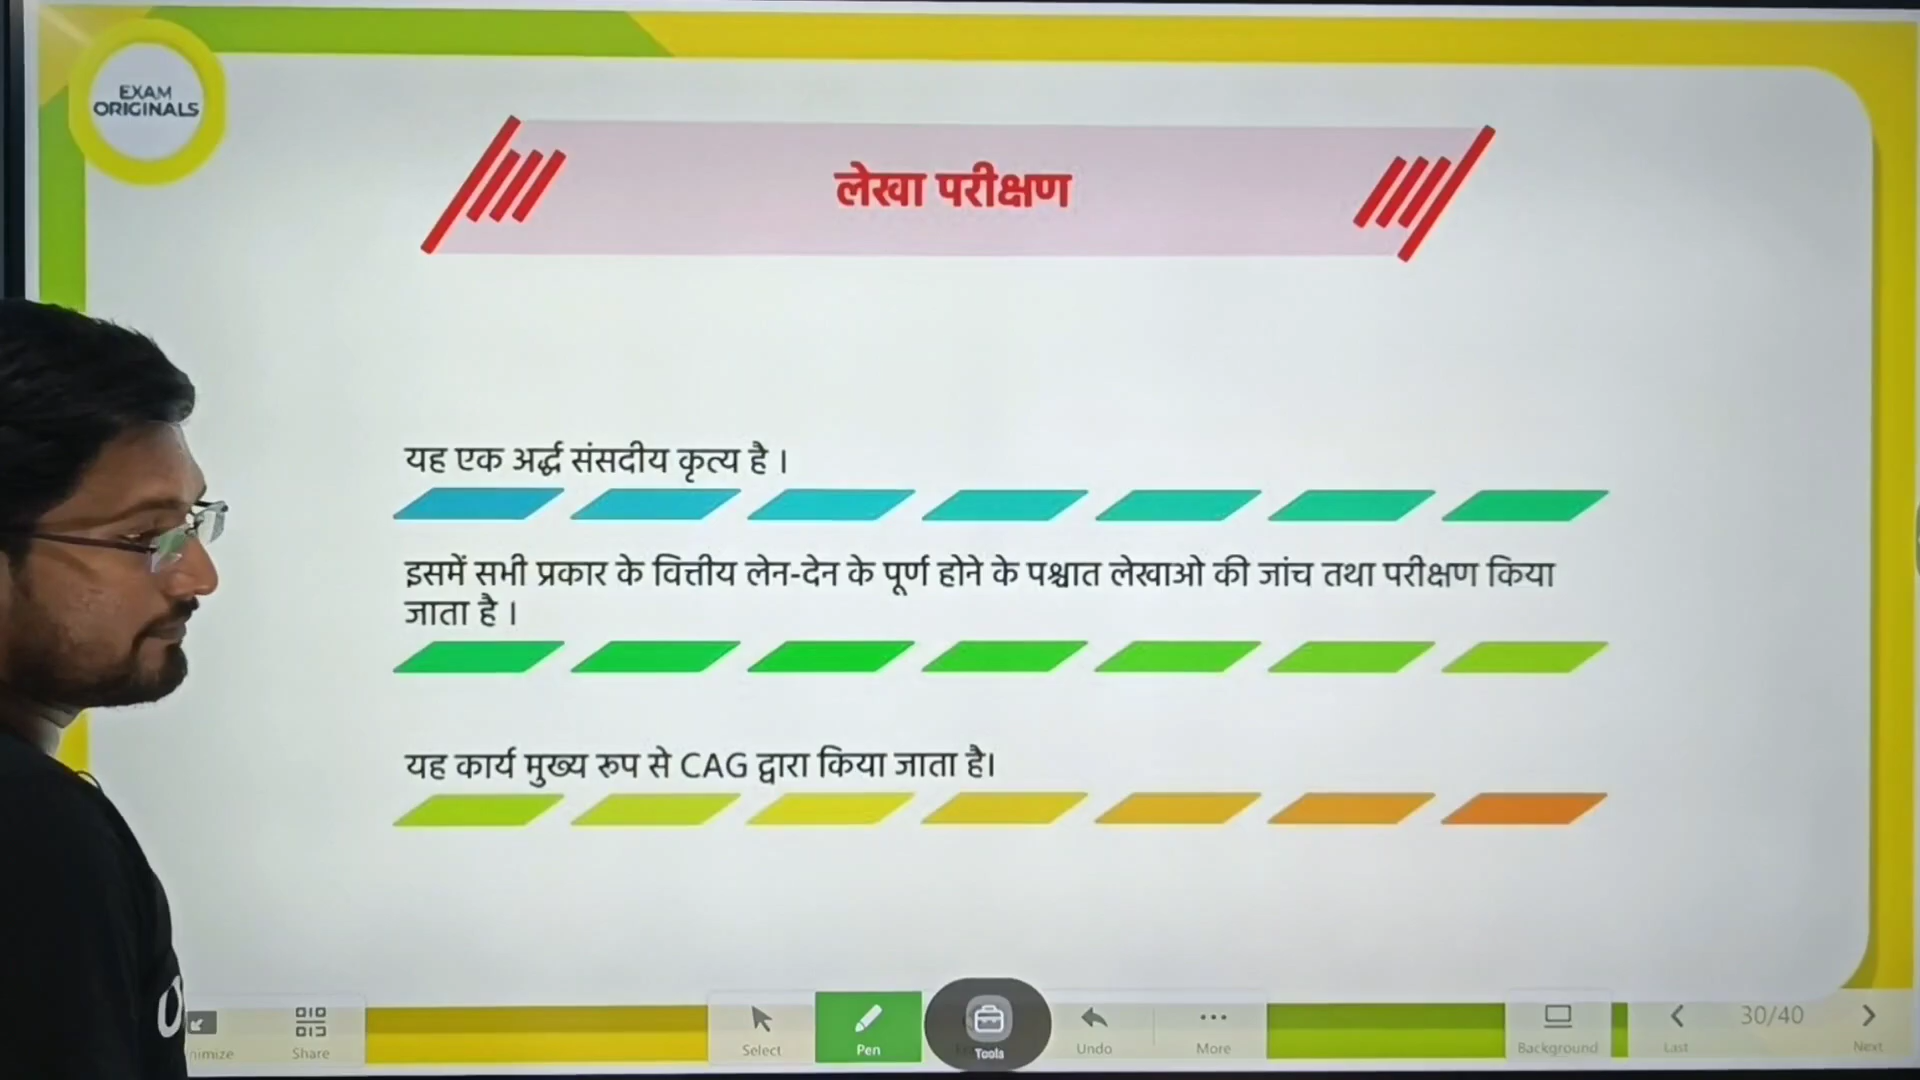 EXAM
ORIGINALS
लेखा परीक्षण
यह एक अर्द्ध संसदीय कृत्य है ।
इसमें सभी प्रकार के वित्तीय लेन-देन के पूर्ण होने के पश्चात लेखाओ की जांच तथा परीक्षण किया
जाता है ।
यह कार्य मुख्य रूप से CAG द्वारा किया जाता है।
Share
Select
Pen
Tools
Undo
More
Background
30/40
Last
Next